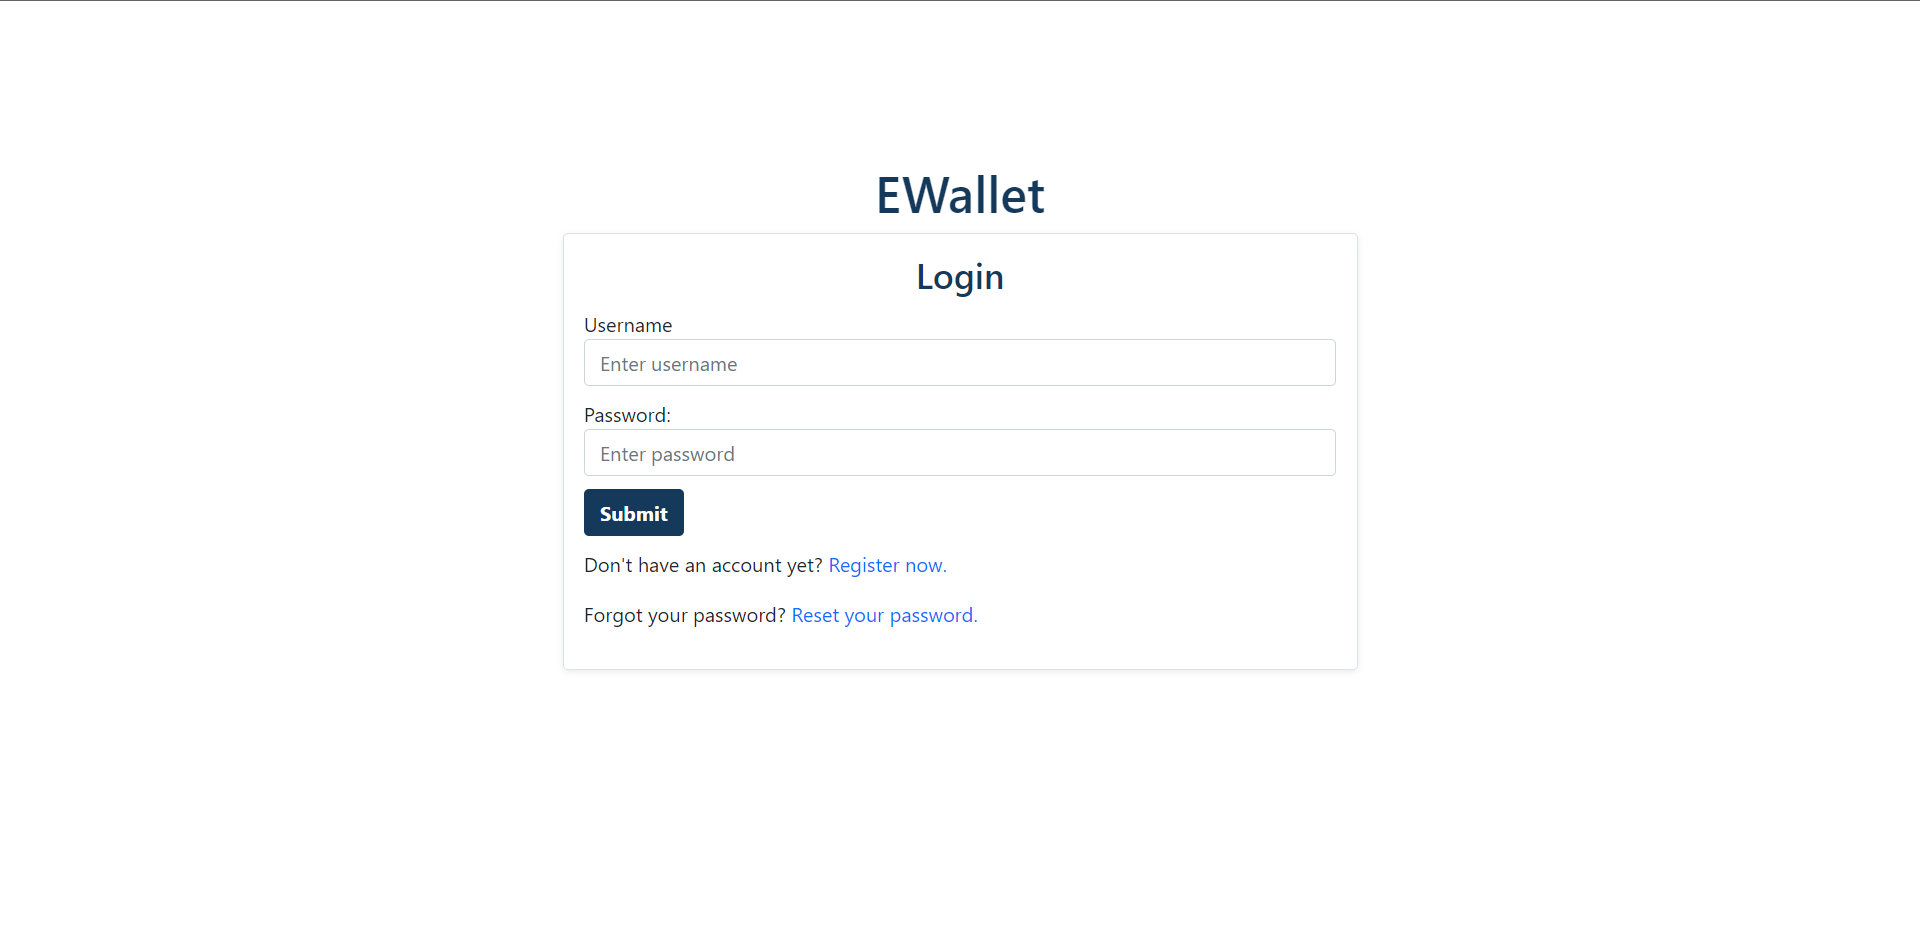 EWallet
Login
Username
Enter username
Password:
Enter password
Submit
Don't have an account yet? Register now.
Forgot your password? Reset your password.